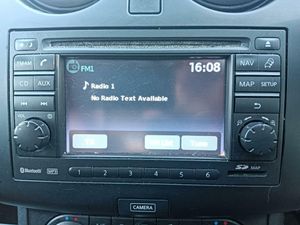 FM1
16:08
Radio 1
No Radio Text Available
FM·AM
NAV
CD
AUX
MAP
SETUP
VOL
Bluetooth
MP3
1 2 3 4 5 6
SD
MAP
CAMERA